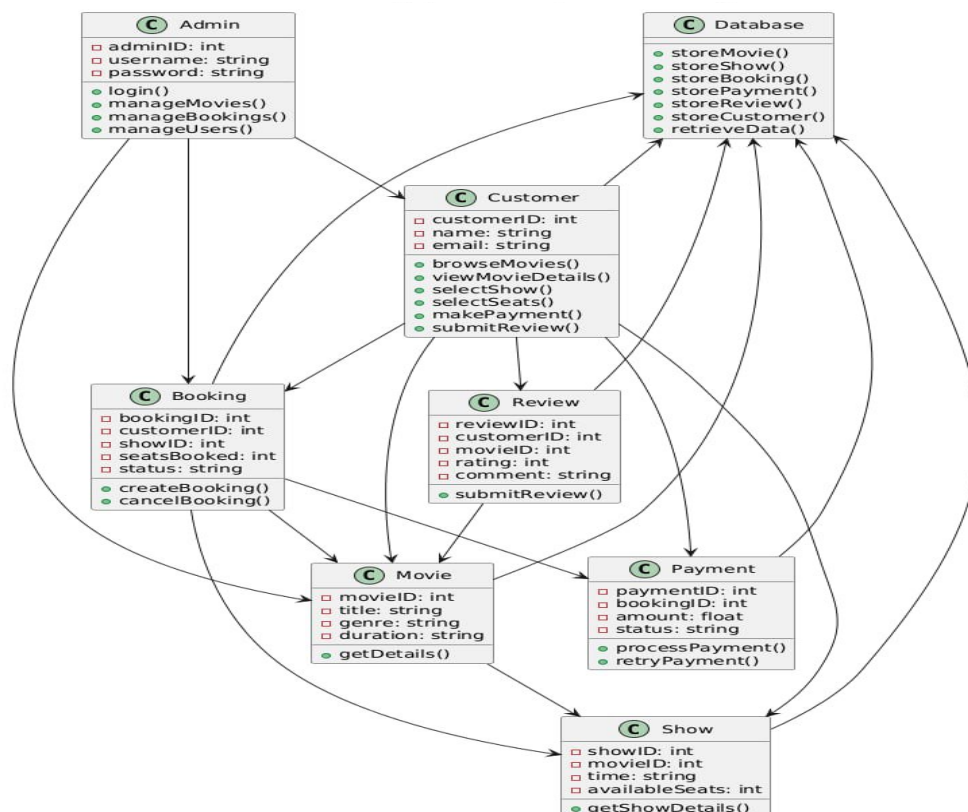 C Admin
adminID: int
username: string
password: string
login()
manageMovies()
manageBookings()
manageUsers()
C Database
storeMovie()
storeShow()
storeBooking()
storePayment()
storeReview()
storeCustomer()
retrieveData()
C Customer
customerID: int
name: string
email: string
browseMovies()
viewMovieDetails()
selectShow()
selectSeats()
makePayment()
submitReview()
C Booking
bookingID: int
customerID: int
showID: int
seatsBooked: int
status: string
createBooking()
cancelBooking()
C Review
reviewID: int
customerID: int
movieID: int
rating: int
comment: string
submitReview()
C Movie
movieID: int
title: string
genre: string
duration: string
getDetails()
C Payment
paymentID: int
bookingID: int
amount: float
status: string
processPayment()
retryPayment()
C Show
showID: int
movieID: int
time: string
availableSeats: int
getShowDetails()